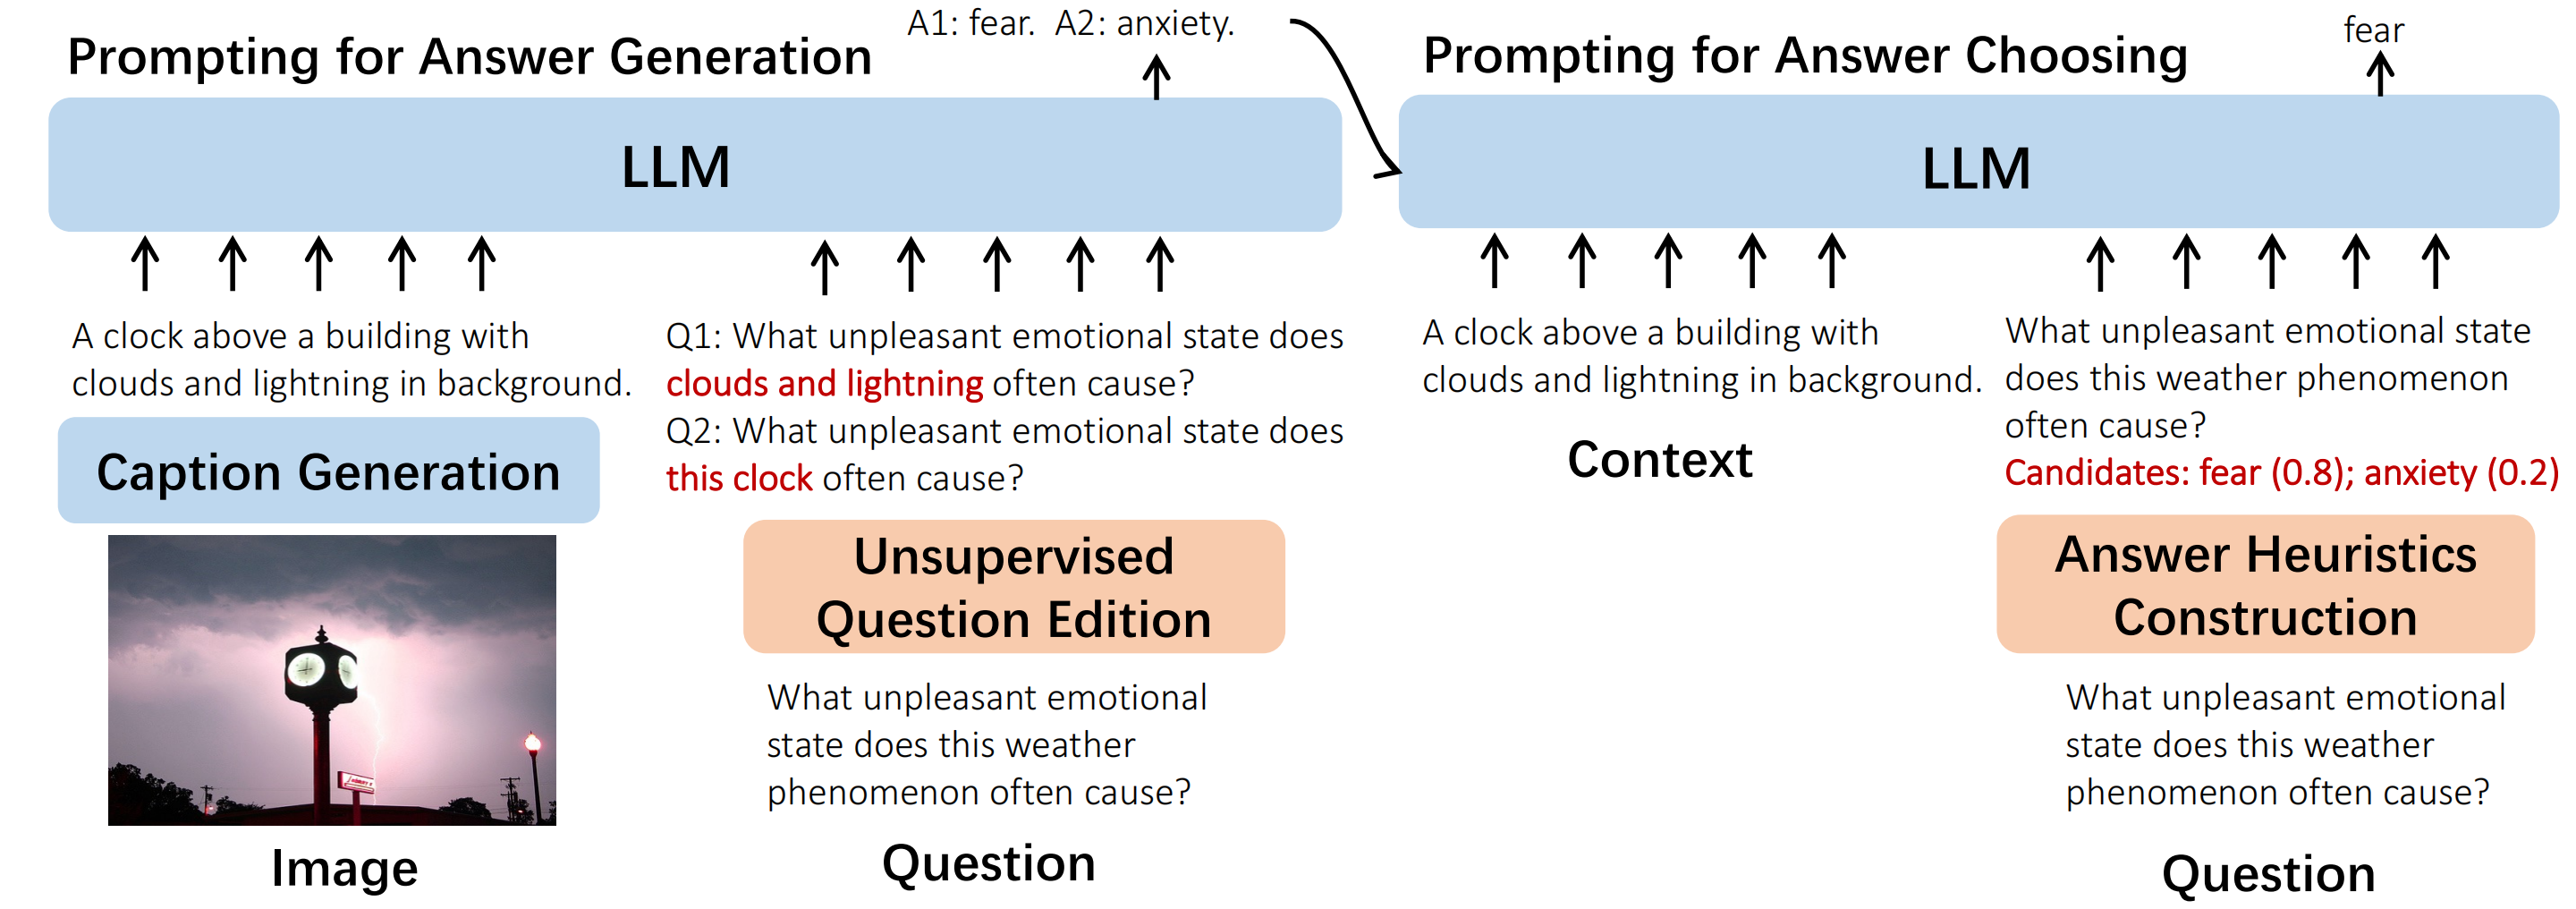 A1: fear.  A2: anxiety.
Prompting for Answer Generation
LLM
A clock above a building with
clouds and lightning in background.
Caption Generation
Image
Q1: What unpleasant emotional state does
clouds and lightning often cause?
Q2: What unpleasant emotional state does
this clock often cause?
Unsupervised
Question Edition
What unpleasant emotional
state does this weather
phenomenon often cause?
Question
fear
Prompting for Answer Choosing
LLM
A clock above a building with
clouds and lightning in background.
Context
What unpleasant emotional state
does this weather phenomenon
often cause?
Candidates: fear (0.8); anxiety (0.2)
Answer Heuristics
Construction
What unpleasant emotional
state does this weather
phenomenon often cause?
Question